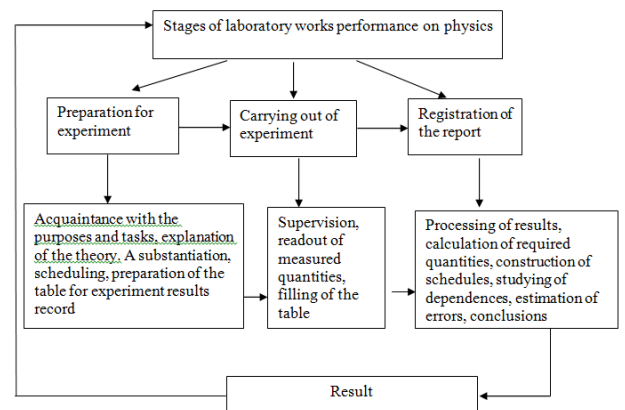 Stages of laboratory works performance on physics
Preparation for
experiment
Carrying out of
experiment
Registration of
the report
Acquaintance with the
purposes and tasks, explanation
of the theory. A substantiation,
scheduling, preparation of the
table for experiment results
record
Supervision,
readout of
measured
quantities,
filling of the
table
Processing of results,
calculation of required
quantities, construction of
schedules, studying of
dependences, estimation of
errors, conclusions
Result